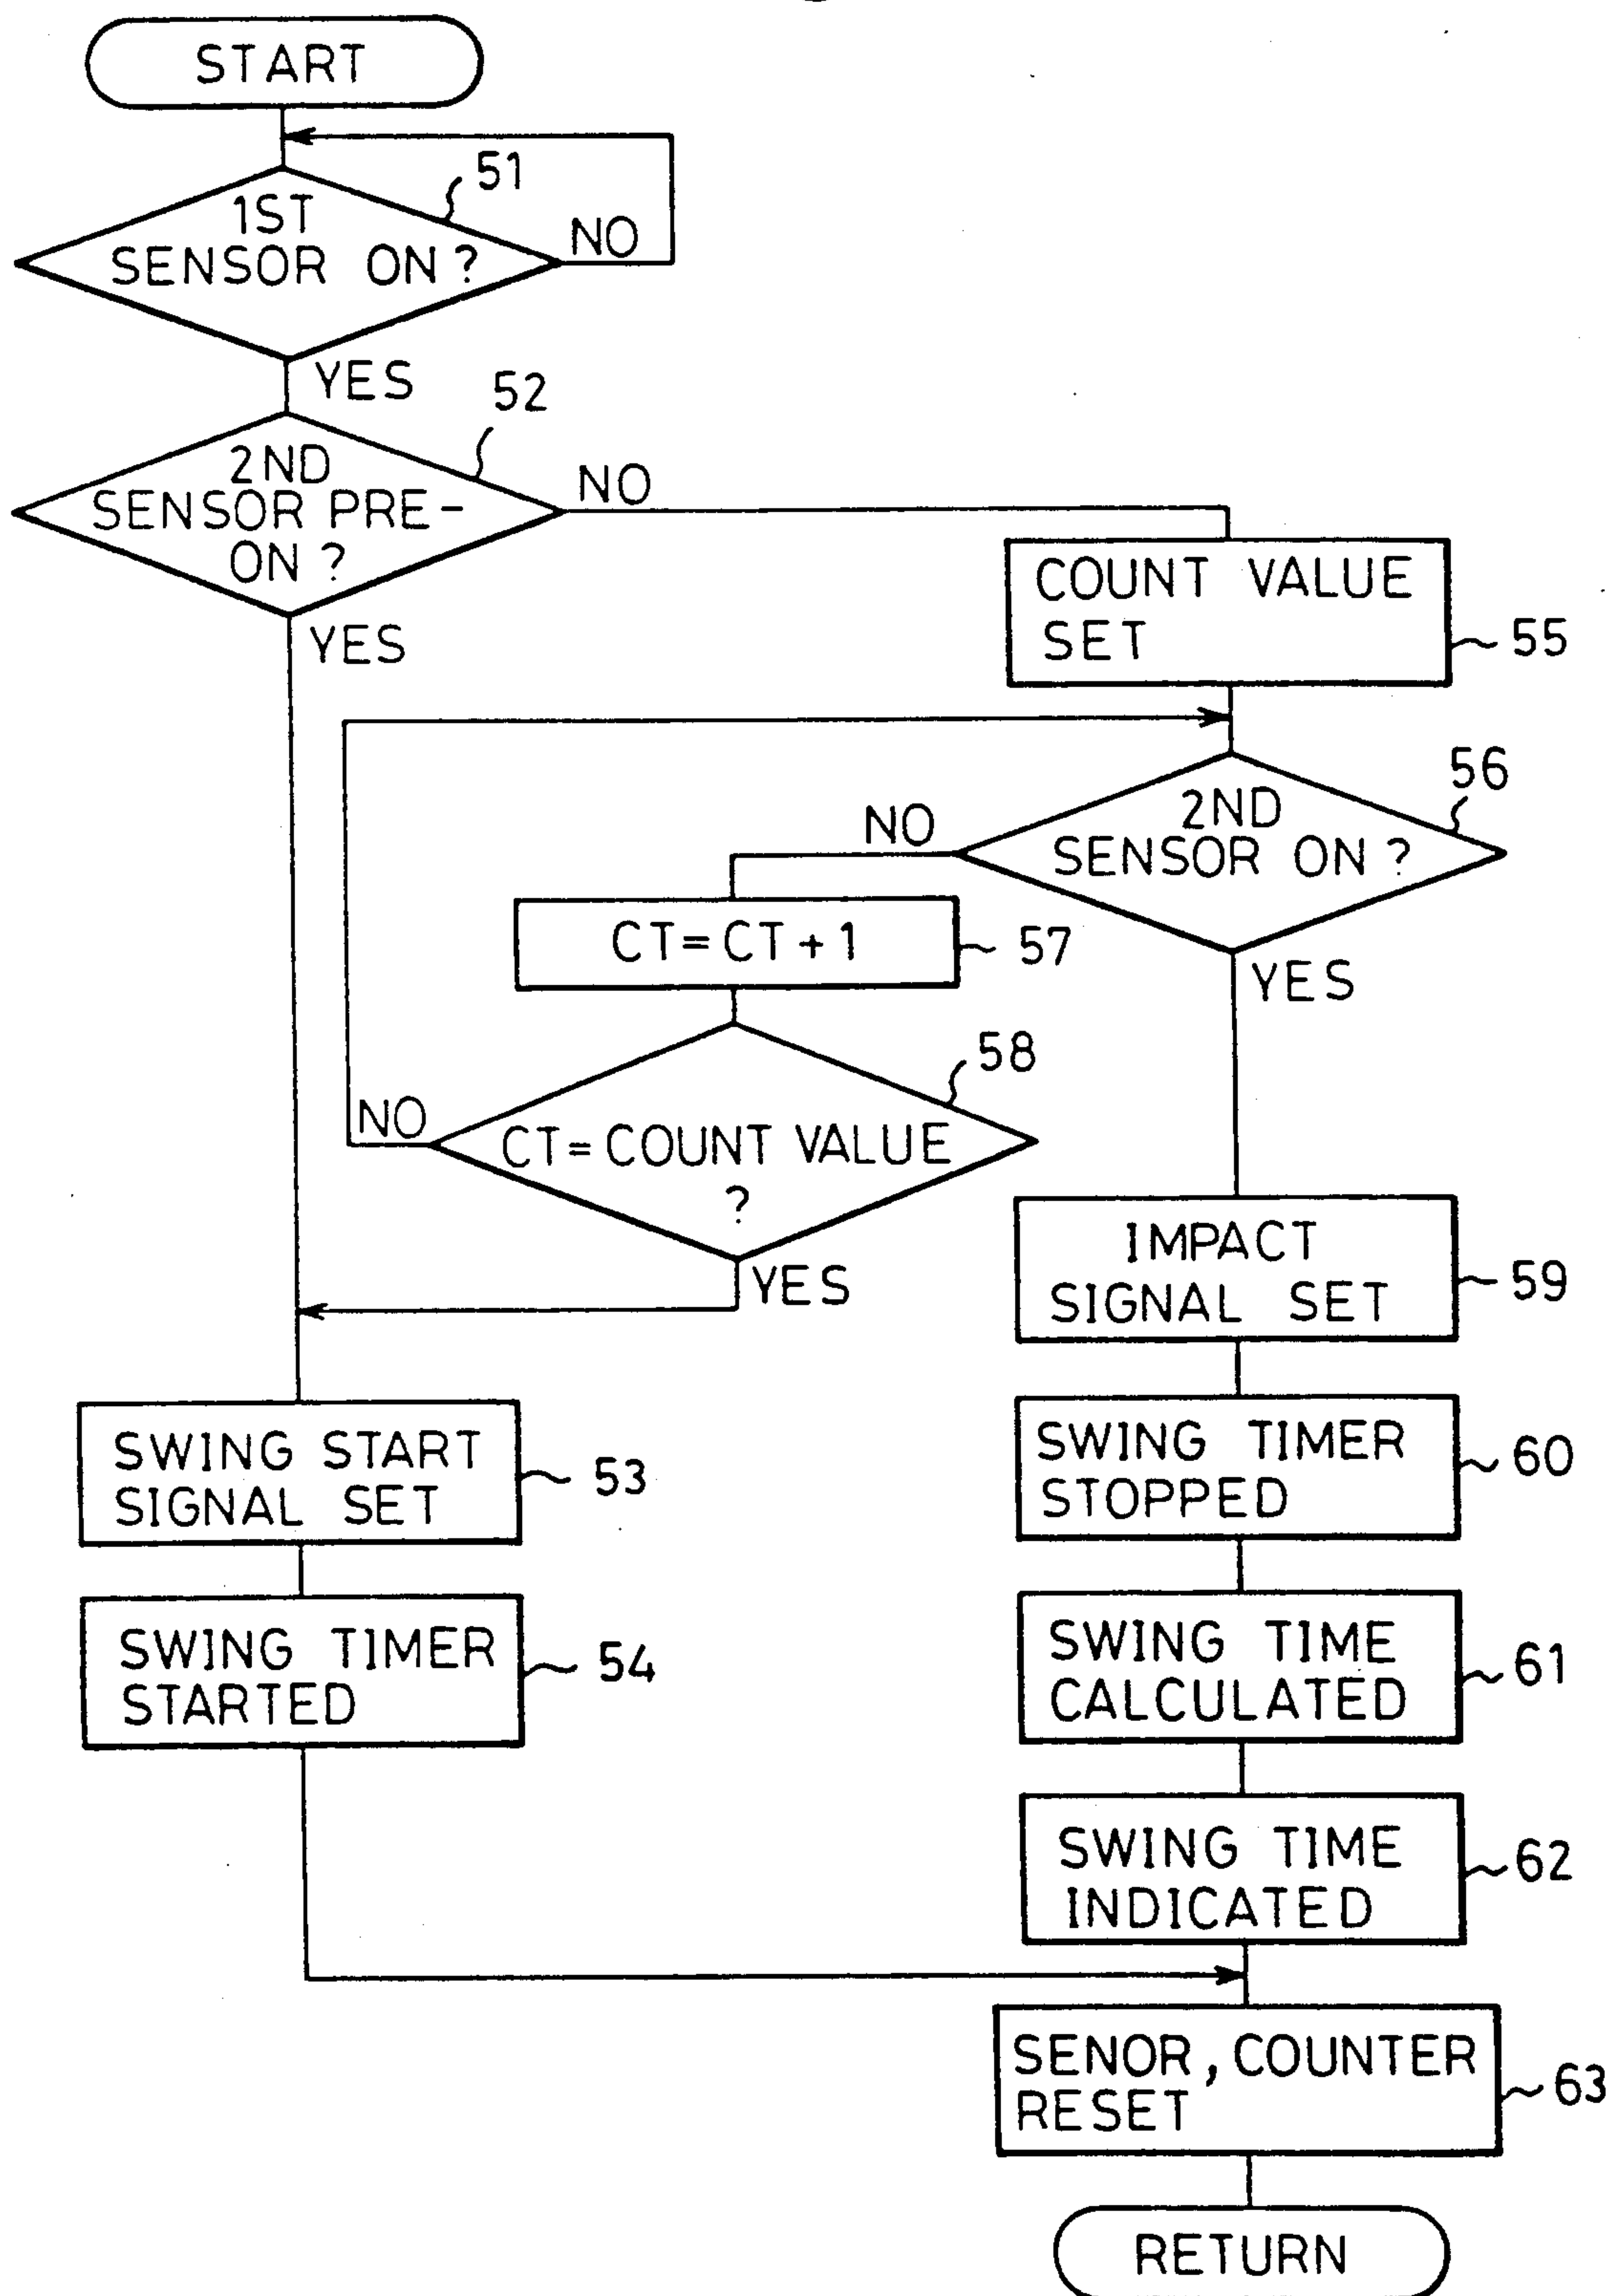 START
51
1ST
SENSOR ON ?
NO
YES
52
2ND
SENSOR PRE-
ON ?
NO
YES
COUNT VALUE
SET
55
56
2ND
SENSOR ON ?
NO
YES
CT = CT + 1
57
58
CT = COUNT VALUE
?
NO
YES
IMPACT
SIGNAL SET
59
SWING START
SIGNAL SET
53
SWING TIMER
STOPPED
60
SWING TIMER
STARTED
54
SWING TIME
CALCULATED
61
SWING TIME
INDICATED
62
SENOR, COUNTER
RESET
63
RETURN